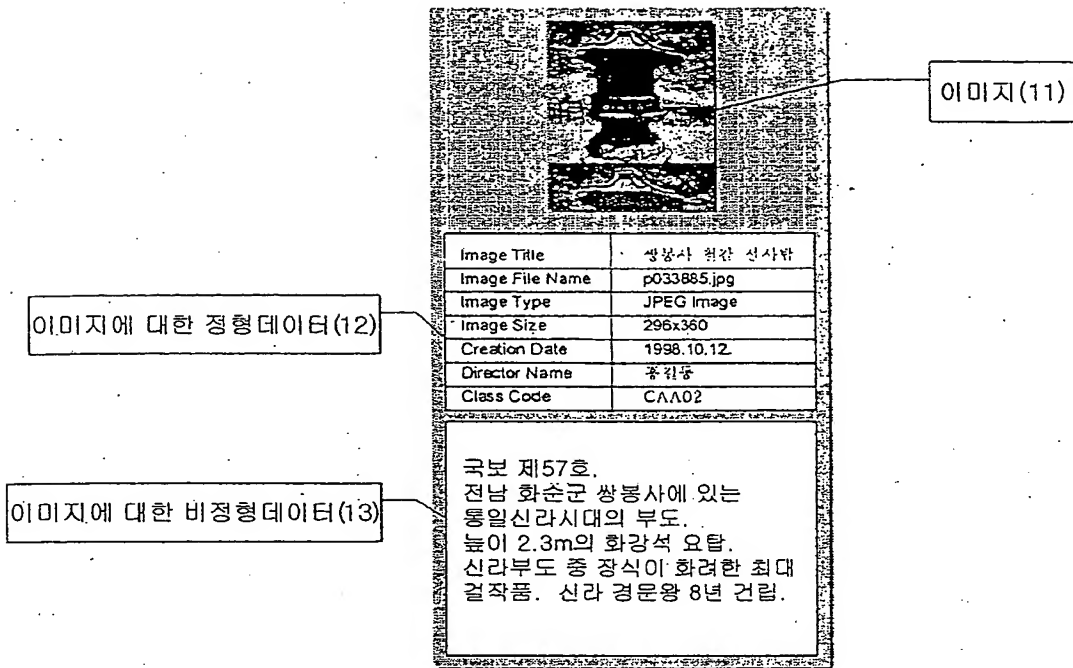 이미지(11)
Image Title 쌍봉사 철감 선사탑
Image File Name p033885.jpg
Image Type JPEG Image
이미지에 대한 정형데이터(12)
Image Size 296x360
Creation Date 1998.10.12
Director Name 홍길동
Class Code CAA02
이미지에 대한 비정형데이터(13)
국보 제57호.
전남 화순군 쌍봉사에 있는
통일신라시대의 부도.
높이 2.3m의 화강석 요탑.
신라부도 중 장식이 화려한 최대
걸작품. 신라 경문왕 8년 건립.